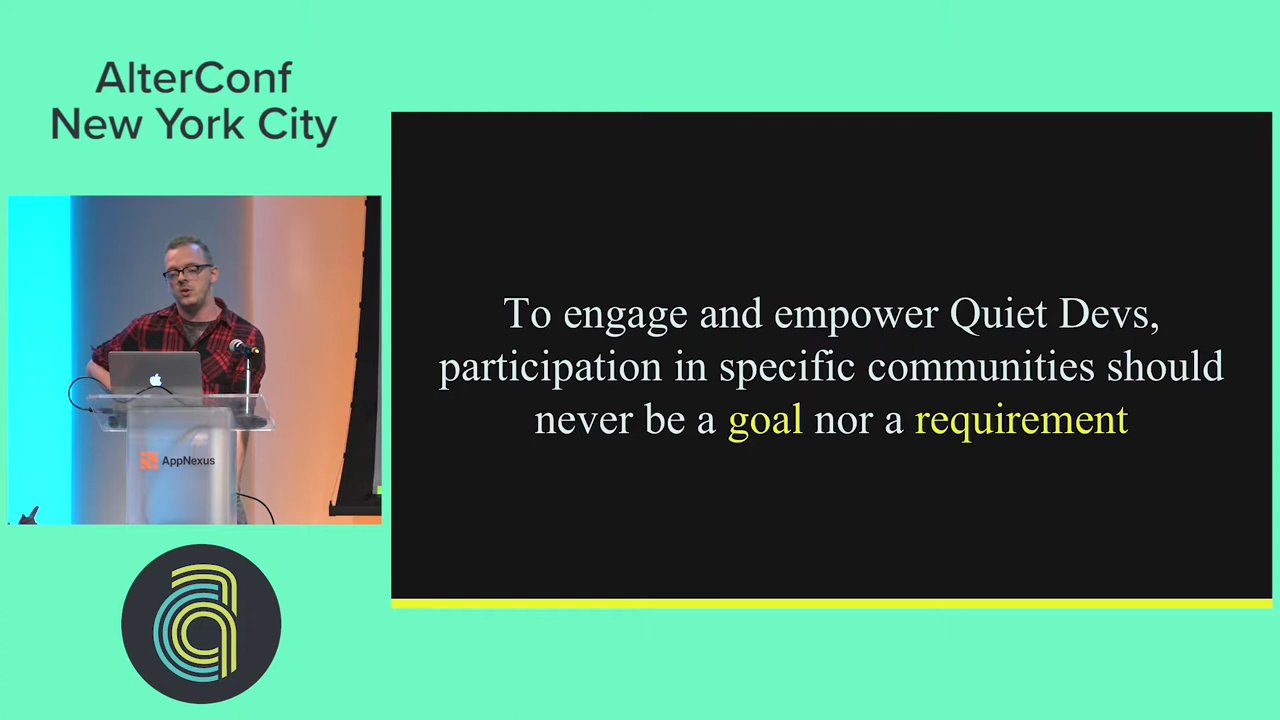 AlterConf
New York City
To engage and empower Quiet Devs,
participation in specific communities should
never be a goal nor a requirement
AppNexus